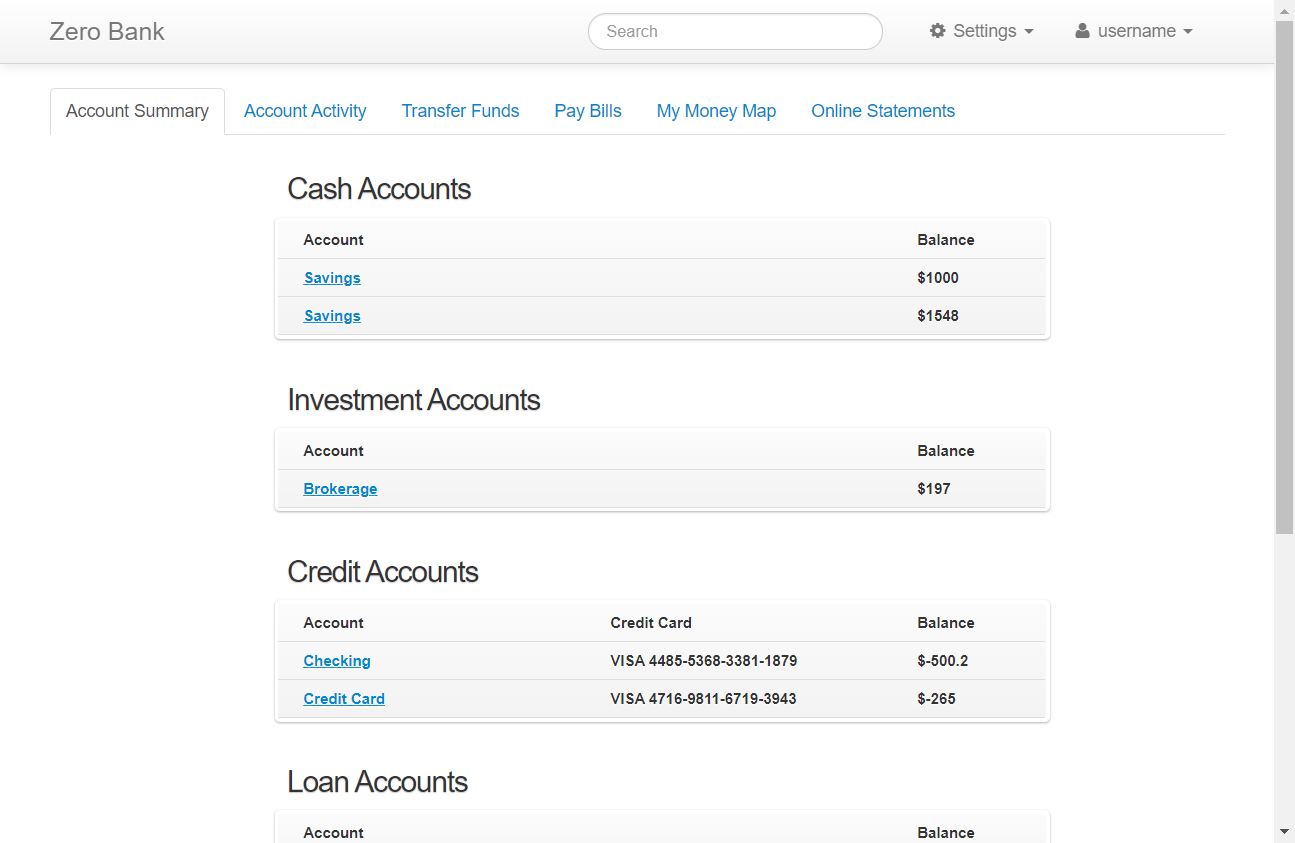 Zero Bank
Search
Settings
username
Account Summary
Account Activity
Transfer Funds
Pay Bills
My Money Map
Online Statements
Cash Accounts
Account Balance
Savings $1000
Savings $1548
Investment Accounts
Account Balance
Brokerage $197
Credit Accounts
Account Credit Card Balance
Checking VISA 4485-5368-3381-1879 $-500.2
Credit Card VISA 4716-9811-6719-3943 $-265
Loan Accounts
Account Balance